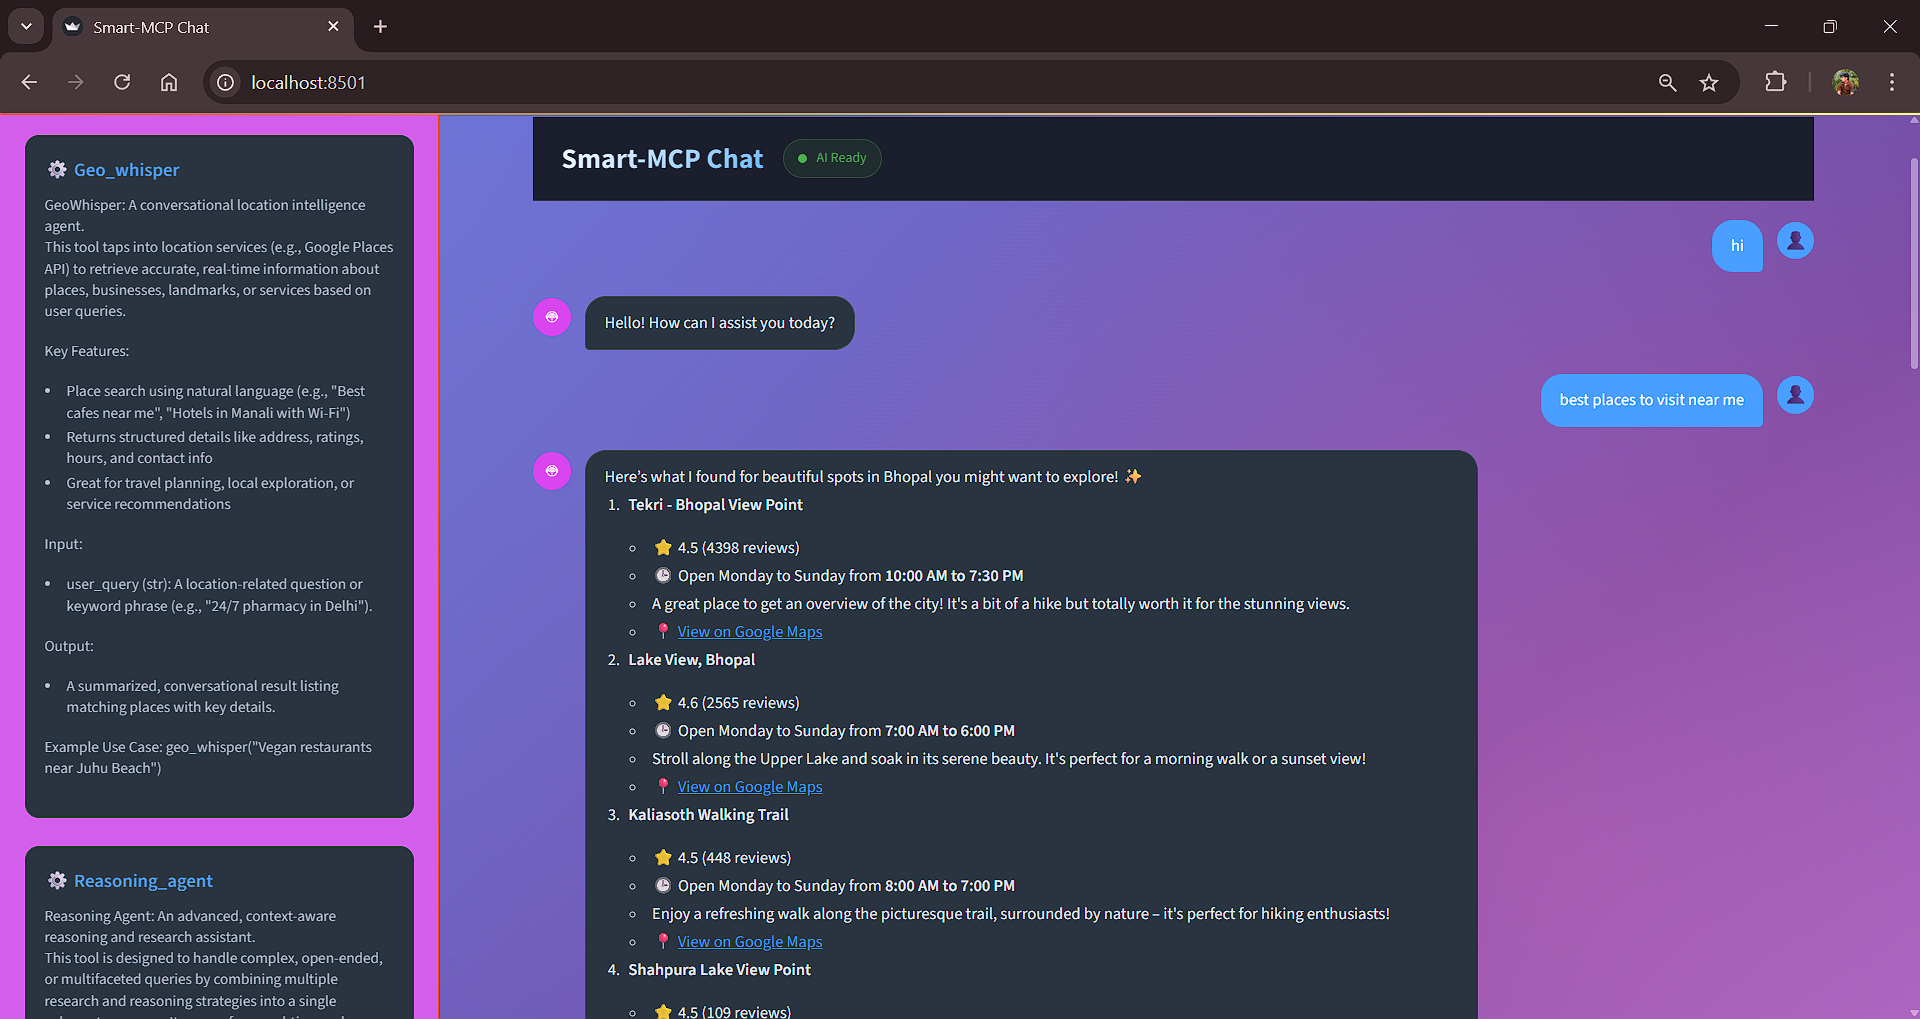 Smart-MCP Chat
localhost:8501
Geo_whisper
GeoWhisper: A conversational location intelligence
agent.
This tool taps into location services (e.g., Google Places
API) to retrieve accurate, real-time information about
places, businesses, landmarks, or services based on
user queries.
Key Features:
• Place search using natural language (e.g., "Best
cafes near me", "Hotels in Manali with Wi-Fi")
• Returns structured details like address, ratings,
hours, and contact info
• Great for travel planning, local exploration, or
service recommendations
Input:
• user_query (str): A location-related question or
keyword phrase (e.g., "24/7 pharmacy in Delhi").
Output:
• A summarized, conversational result listing
matching places with key details.
Example Use Case: geo_whisper("Vegan restaurants
near Juhu Beach")
Reasoning_agent
Reasoning Agent: An advanced, context-aware
reasoning and research assistant.
This tool is designed to handle complex, open-ended,
or multifaceted queries by combining multiple
research and reasoning strategies into a single
Smart-MCP Chat
AI Ready
hi
Hello! How can I assist you today?
best places to visit near me
Here's what I found for beautiful spots in Bhopal you might want to explore! ✨
1. Tekri - Bhopal View Point
⭐ 4.5 (4398 reviews)
🕒 Open Monday to Sunday from 10:00 AM to 7:30 PM
A great place to get an overview of the city! It's a bit of a hike but totally worth it for the stunning views.
📍 View on Google Maps
2. Lake View, Bhopal
⭐ 4.6 (2565 reviews)
🕒 Open Monday to Sunday from 7:00 AM to 6:00 PM
Stroll along the Upper Lake and soak in its serene beauty. It's perfect for a morning walk or a sunset view!
📍 View on Google Maps
3. Kaliasoth Walking Trail
⭐ 4.5 (448 reviews)
🕒 Open Monday to Sunday from 8:00 AM to 7:00 PM
Enjoy a refreshing walk along the picturesque trail, surrounded by nature – it's perfect for hiking enthusiasts!
📍 View on Google Maps
4. Shahpura Lake View Point
⭐ 4.5 (109 reviews)